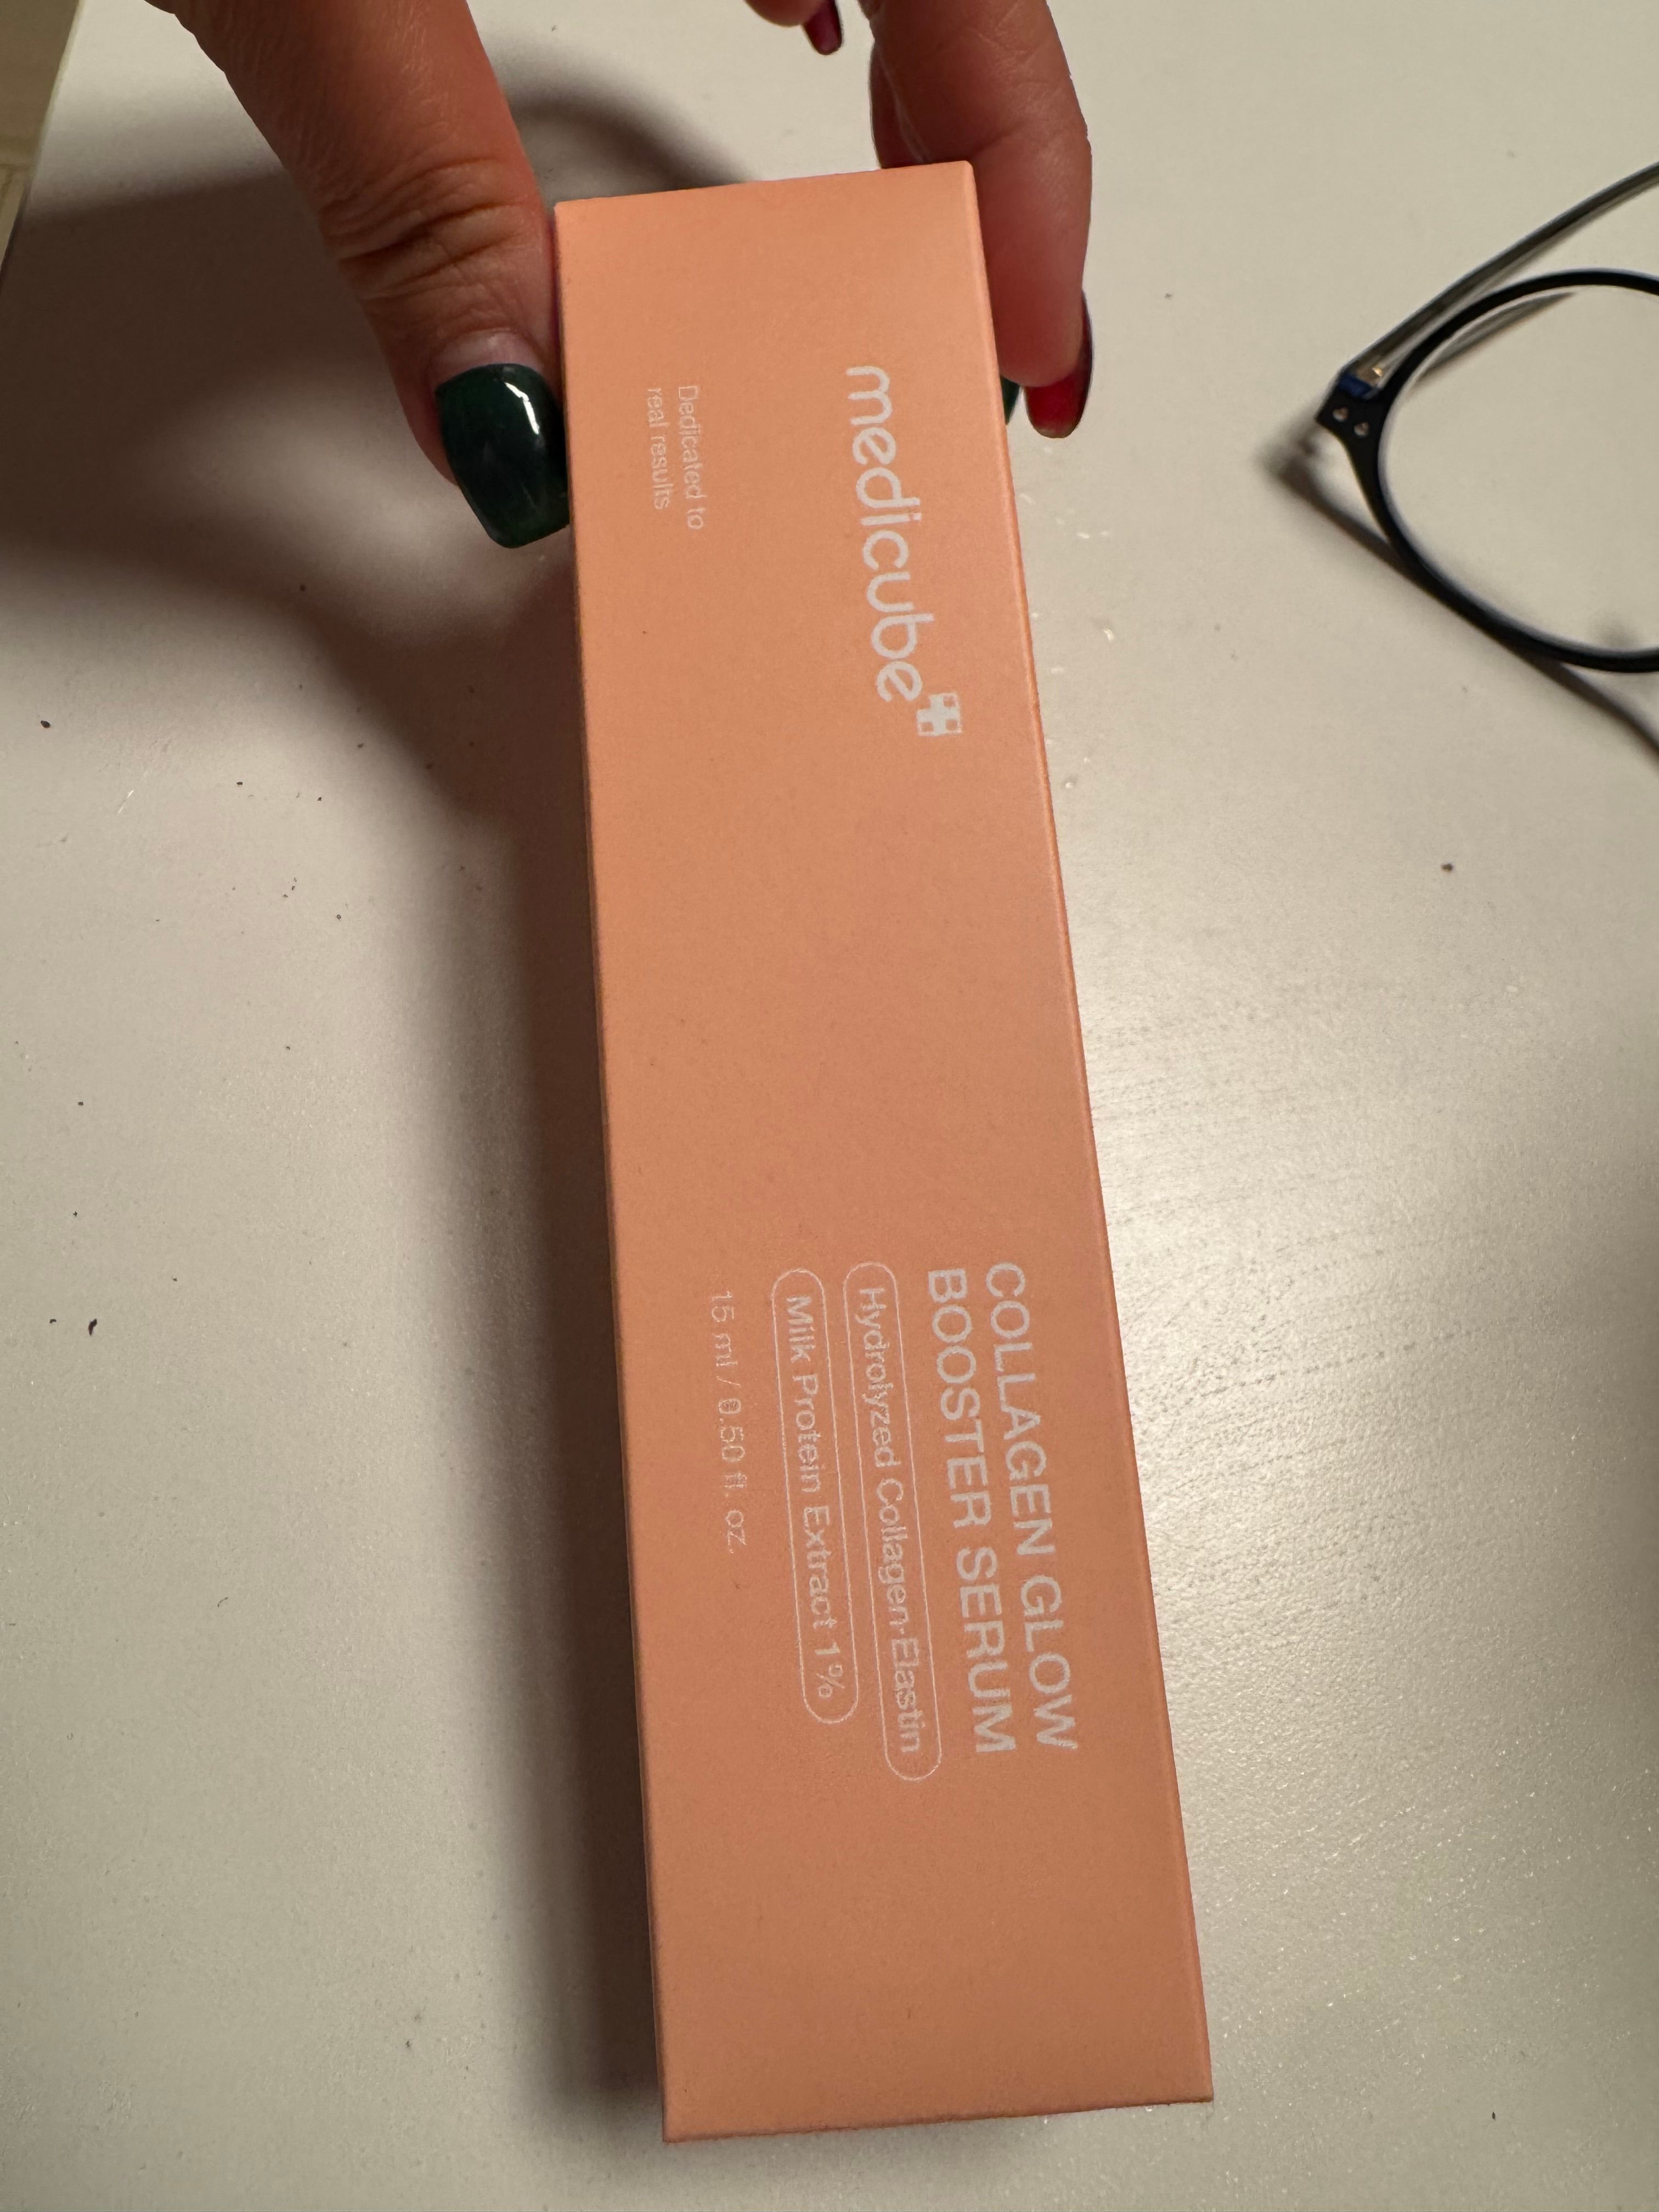 medicube
Dedicated to
real results
COLLAGEN GLOW
BOOSTER SERUM
Hydrolyzed Collagen·Elastin
Milk Protein Extract 1%
15 ml / 0.50 fl. oz.